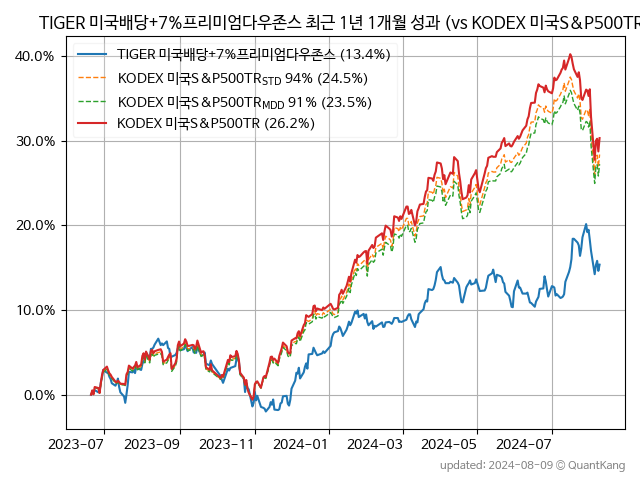 TIGER 미국배당+7%프리미엄다우존스 최근 1년 1개월 성과 (vs KODEX 미국S&P500TR
TIGER 미국배당+7%프리미엄다우존스 (13.4%)
KODEX 미국S&P500TRSTD 94% (24.5%)
KODEX 미국S&P500TRMDD 91% (23.5%)
KODEX 미국S&P500TR (26.2%)
40.0%
30.0%
20.0%
10.0%
0.0%
2023-07 2023-09 2023-11 2024-01 2024-03 2024-05 2024-07
updated: 2024-08-09 © QuantKang